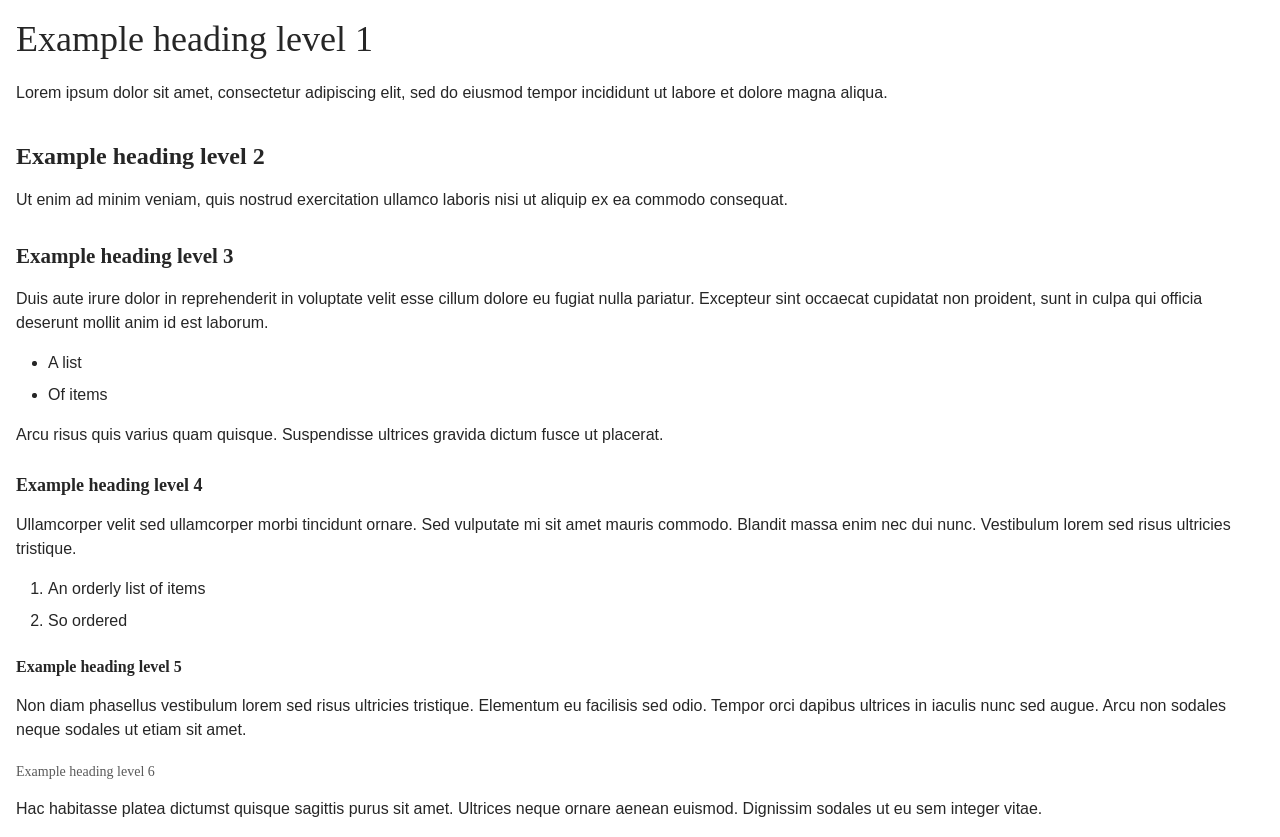 Example heading level 1
Lorem ipsum dolor sit amet, consectetur adipiscing elit, sed do eiusmod tempor incididunt ut labore et dolore magna aliqua.
Example heading level 2
Ut enim ad minim veniam, quis nostrud exercitation ullamco laboris nisi ut aliquip ex ea commodo consequat.
Example heading level 3
Duis aute irure dolor in reprehenderit in voluptate velit esse cillum dolore eu fugiat nulla pariatur. Excepteur sint occaecat cupidatat non proident, sunt in culpa qui officia
deserunt mollit anim id est laborum.
• A list
• Of items
Arcu risus quis varius quam quisque. Suspendisse ultrices gravida dictum fusce ut placerat.
Example heading level 4
Ullamcorper velit sed ullamcorper morbi tincidunt ornare. Sed vulputate mi sit amet mauris commodo. Blandit massa enim nec dui nunc. Vestibulum lorem sed risus ultricies
tristique.
1. An orderly list of items
2. So ordered
Example heading level 5
Non diam phasellus vestibulum lorem sed risus ultricies tristique. Elementum eu facilisis sed odio. Tempor orci dapibus ultrices in iaculis nunc sed augue. Arcu non sodales
neque sodales ut etiam sit amet.
Example heading level 6
Hac habitasse platea dictumst quisque sagittis purus sit amet. Ultrices neque ornare aenean euismod. Dignissim sodales ut eu sem integer vitae.